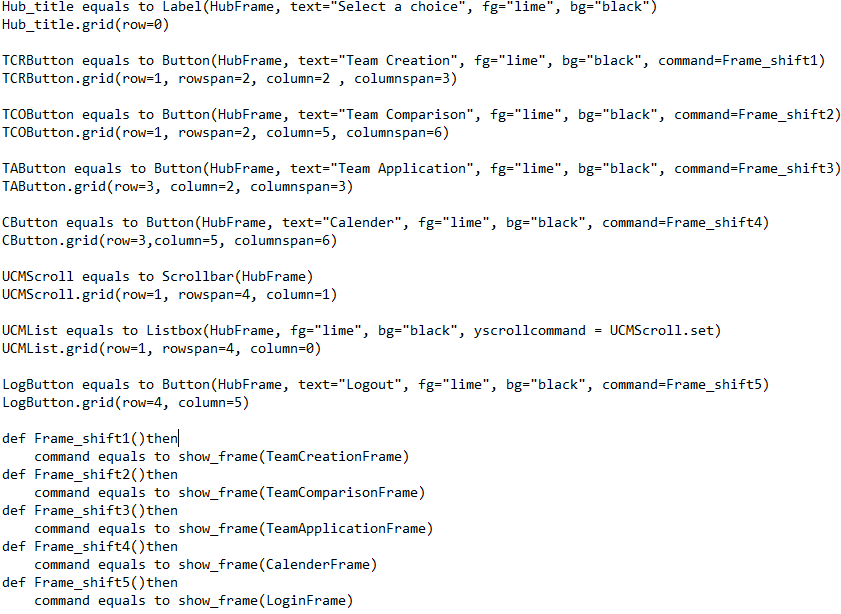 Hub_title equals to Label(HubFrame, text="Select a choice", fg="lime", bg="black")
Hub_title.grid(row=0)
TCRButton equals to Button(HubFrame, text="Team Creation", fg="lime", bg="black", command=Frame_shift1)
TCRButton.grid(row=1, rowspan=2, column=2 , columnspan=3)
TCOButton equals to Button(HubFrame, text="Team Comparison", fg="lime", bg="black", command=Frame_shift2)
TCOButton.grid(row=1, rowspan=2, column=5, columnspan=6)
TAButton equals to Button(HubFrame, text="Team Application", fg="lime", bg="black", command=Frame_shift3)
TAButton.grid(row=3, column=2, columnspan=3)
CButton equals to Button(HubFrame, text="Calender", fg="lime", bg="black", command=Frame_shift4)
CButton.grid(row=3,column=5, columnspan=6)
UCMScroll equals to Scrollbar(HubFrame)
UCMScroll.grid(row=1, rowspan=4, column=1)
UCMList equals to Listbox(HubFrame, fg="lime", bg="black", yscrollcommand = UCMScroll.set)
UCMList.grid(row=1, rowspan=4, column=0)
LogButton equals to Button(HubFrame, text="Logout", fg="lime", bg="black", command=Frame_shift5)
LogButton.grid(row=4, column=5)
def Frame_shift1()then
    command equals to show_frame(TeamCreationFrame)
def Frame_shift2()then
    command equals to show_frame(TeamComparisonFrame)
def Frame_shift3()then
    command equals to show_frame(TeamApplicationFrame)
def Frame_shift4()then
    command equals to show_frame(CalenderFrame)
def Frame_shift5()then
    command equals to show_frame(LoginFrame)